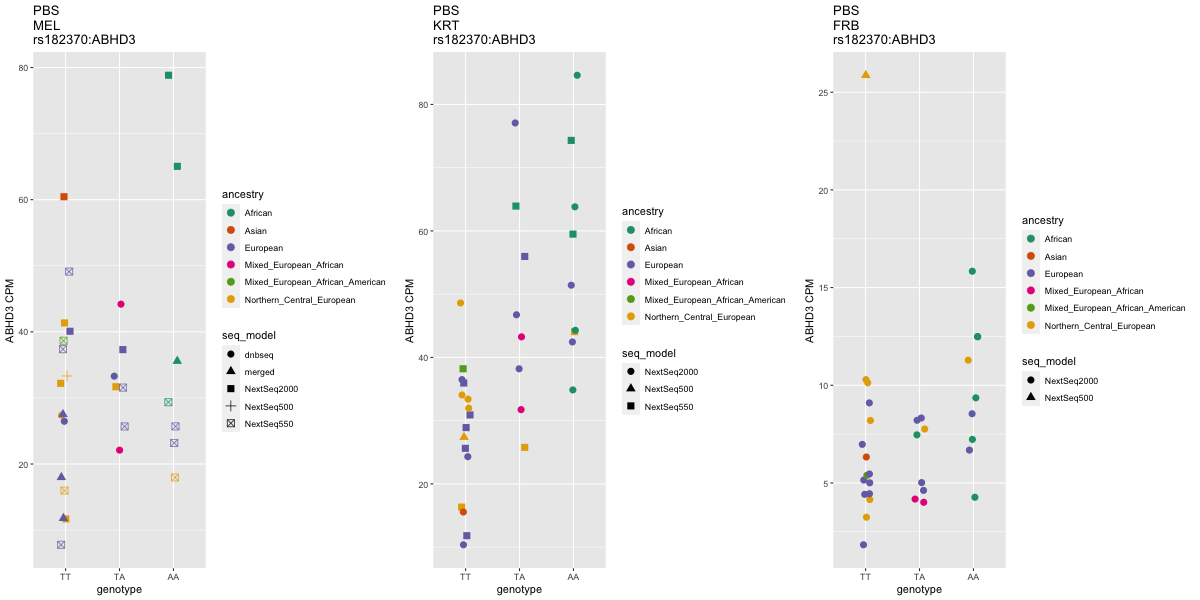 PBS
MEL
rs182370:ABHD3
80
60
40
20
ABHD3 CPM
TT
TA
AA
genotype
ancestry
African
Asian
European
Mixed_European_African
Mixed_European_African_American
Northern_Central_European
seq_model
dnbseq
merged
NextSeq2000
NextSeq500
NextSeq550
PBS
KRT
rs182370:ABHD3
80
60
40
20
ABHD3 CPM
TT
TA
AA
genotype
ancestry
African
Asian
European
Mixed_European_African
Mixed_European_African_American
Northern_Central_European
seq_model
NextSeq2000
NextSeq500
NextSeq550
PBS
FRB
rs182370:ABHD3
25
20
15
10
5
ABHD3 CPM
TT
TA
AA
genotype
ancestry
African
Asian
European
Mixed_European_African
Mixed_European_African_American
Northern_Central_European
seq_model
NextSeq2000
NextSeq500